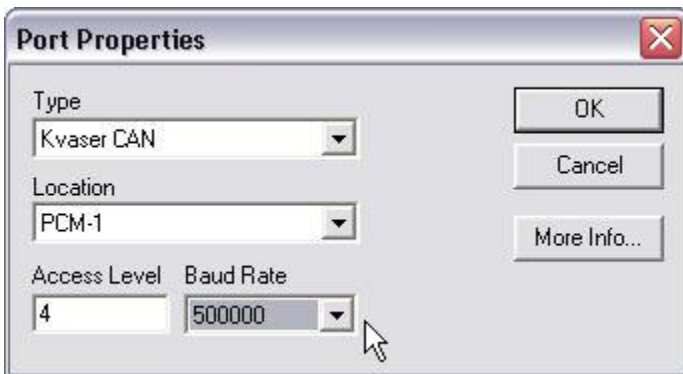 Port Properties
Type
OK
Kvaser CAN
Cancel
Location
PCM-1
More Info...
Access Level Baud Rate
4 500000